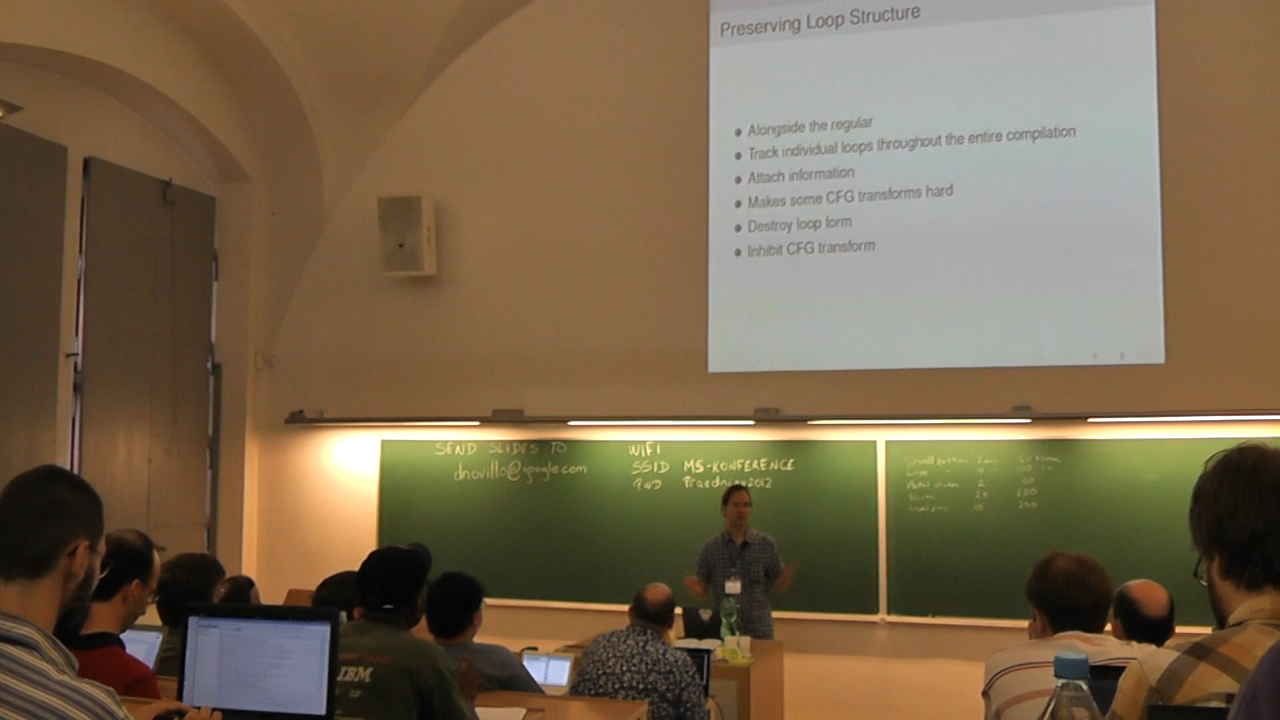 Preserving Loop Structure
Alongside the regular
Track individual loops throughout the entire compilation
Attach information
Makes some CFG transforms hard
Destroy loop form
Inhibit CFG transform
SEND SLIDES TO
dnovillo@google.com
WIFI
SSID MS-KONFERENCE
PWD
IBM